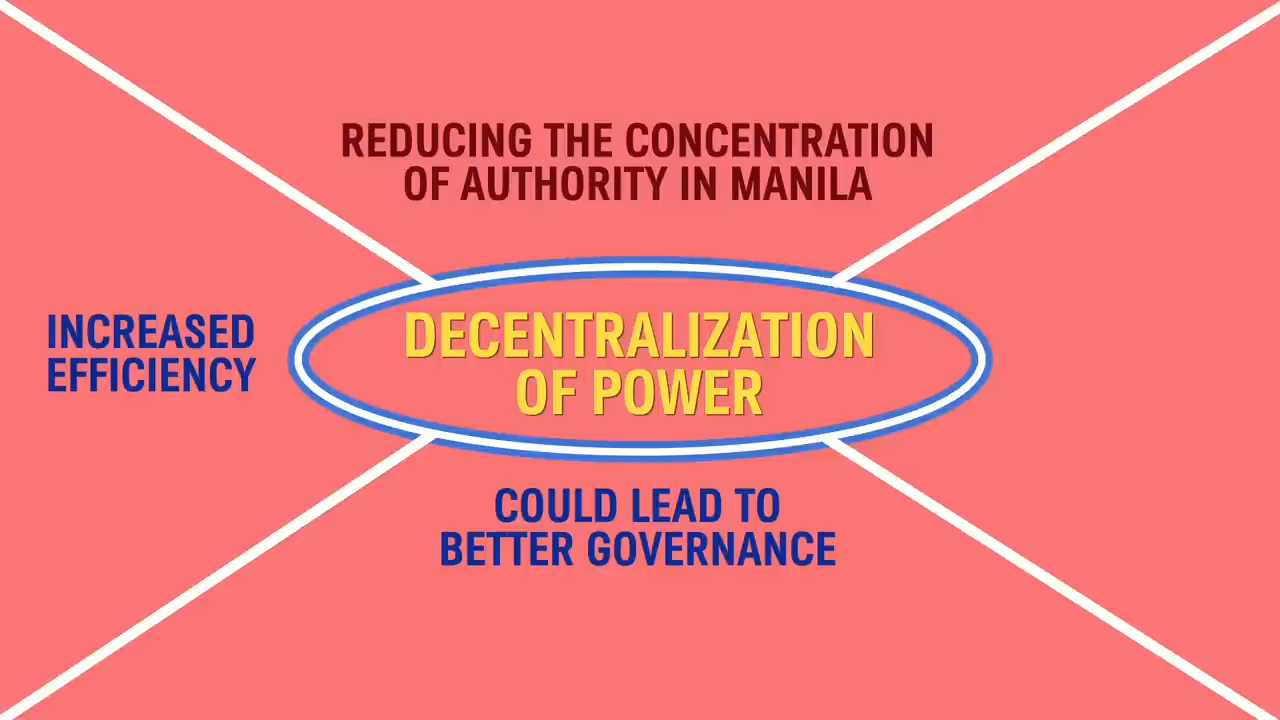 REDUCING THE CONCENTRATION
OF AUTHORITY IN MANILA
INCREASED
EFFICIENCY
DECENTRALIZATION
OF POWER
COULD LEAD TO
BETTER GOVERNANCE